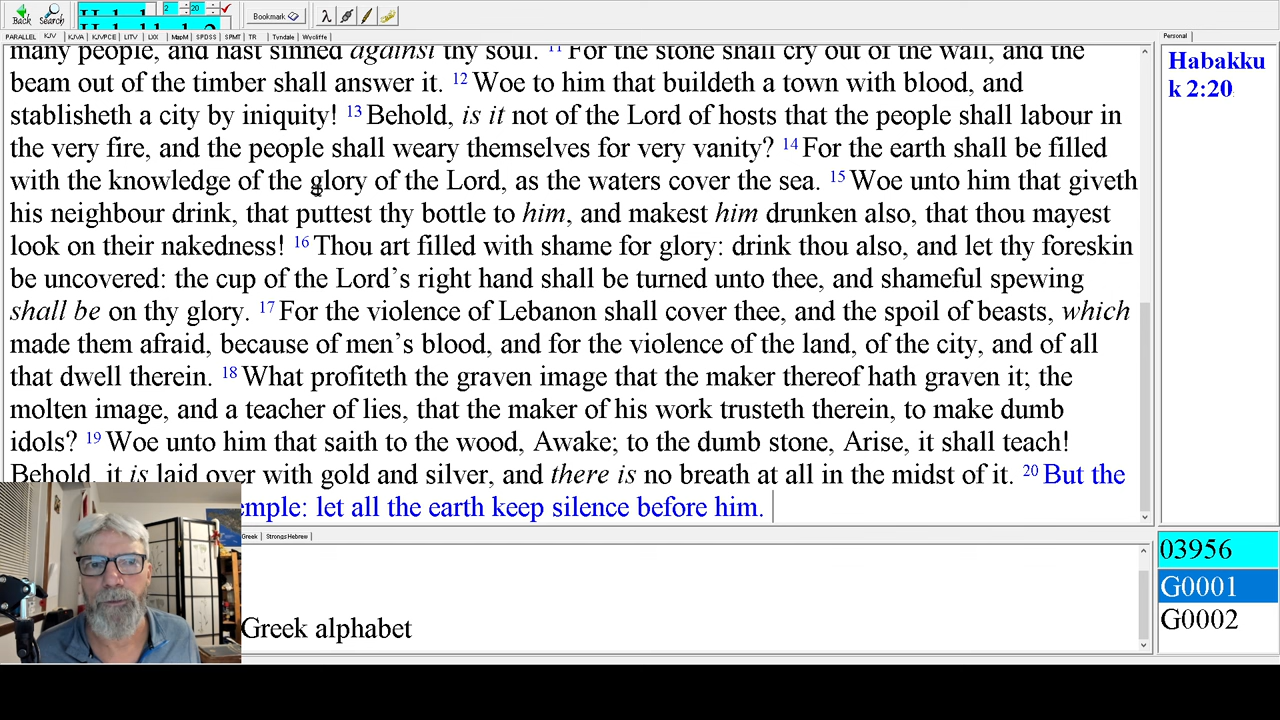 Back Search 2 20 Bookmark λ
PARALLEL KJV KJVA KJVPCE LITV LXX MapM SPDSS SPMT TR Tyndale Wycliffe
Personal
many people, and hast sinned against thy soul. 11 For the stone shall cry out of the wall, and the
beam out of the timber shall answer it. 12 Woe to him that buildeth a town with blood, and
stablisheth a city by iniquity! 13 Behold, is it not of the Lord of hosts that the people shall labour in
the very fire, and the people shall weary themselves for very vanity? 14 For the earth shall be filled
with the knowledge of the glory of the Lord, as the waters cover the sea. 15 Woe unto him that giveth
his neighbour drink, that puttest thy bottle to him, and makest him drunken also, that thou mayest
look on their nakedness! 16 Thou art filled with shame for glory: drink thou also, and let thy foreskin
be uncovered: the cup of the Lord’s right hand shall be turned unto thee, and shameful spewing
shall be on thy glory. 17 For the violence of Lebanon shall cover thee, and the spoil of beasts, which
made them afraid, because of men’s blood, and for the violence of the land, of the city, and of all
that dwell therein. 18 What profiteth the graven image that the maker thereof hath graven it; the
molten image, and a teacher of lies, that the maker of his work trusteth therein, to make dumb
idols? 19 Woe unto him that saith to the wood, Awake; to the dumb stone, Arise, it shall teach!
Behold, it is laid over with gold and silver, and there is no breath at all in the midst of it. 20 But the
emple: let all the earth keep silence before him.
Habakku
k 2:20
Greek Strongs Hebrew
Greek alphabet
03956
G0001
G0002